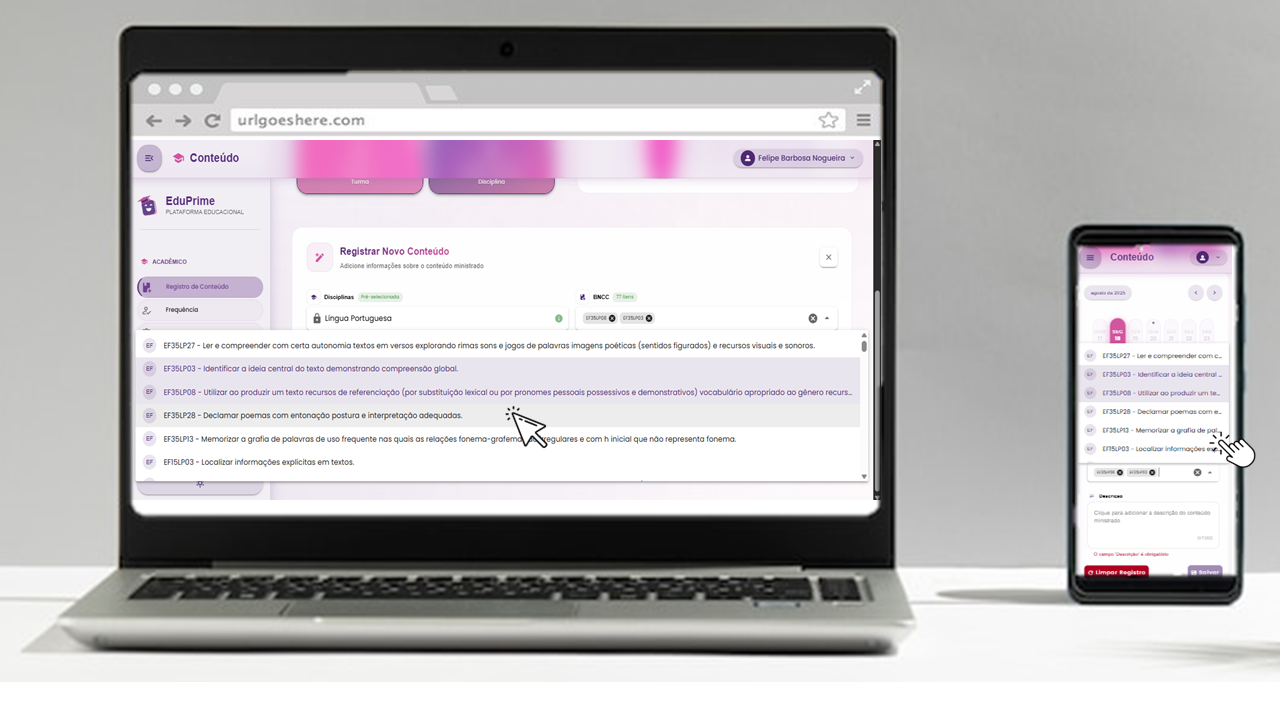 urlgoeshere.com
Conteúdo
Felipe Barbosa Nogueira
Turma
Disciplina
EduPrime
PLATAFORMA EDUCACIONAL
ACADÊMICO
Registro de Conteúdo
Frequência
Registrar Novo Conteúdo
Adicione informações sobre o conteúdo ministrado
Disciplinas Pré-selecionada
BNCC 77 itens
Língua Portuguesa
EF35LP08 EF35LP03
EF EF35LP27 - Ler e compreender com certa autonomia textos em versos explorando rimas sons e jogos de palavras imagens poéticas (sentidos figurados) e recursos visuais e sonoros.
EF EF35LP03 - Identificar a ideia central do texto demonstrando compreensão global.
EF EF35LP08 - Utilizar ao produzir um texto recursos de referenciação (por substituição lexical ou por pronomes pessoais possessivos e demonstrativos) vocabulário apropriado ao gênero recurs...
EF EF35LP28 - Declamar poemas com entonação postura e interpretação adequadas.
EF EF35LP13 - Memorizar a grafia de palavras de uso frequente nas quais as relações fonema-grafema irregulares e com h inicial que não representa fonema.
EF EF15LP03 - Localizar informações explícitas em textos.
Conteúdo
agosto de 2025
18
EF EF35LP27 - Ler e compreender com c...
EF EF35LP03 - Identificar a ideia central ...
EF EF35LP08 - Utilizar ao produzir um te...
EF EF35LP28 - Declamar poemas com e...
EF EF35LP13 - Memorizar a grafia de pal...
EF EF15LP03 - Localizar informações
EF35LP08 EF35LP03
Descrição
Clique para adicionar a descrição do conteúdo
ministrado
O campo 'Descrição' é obrigatório
Limpar Registro
Salvar